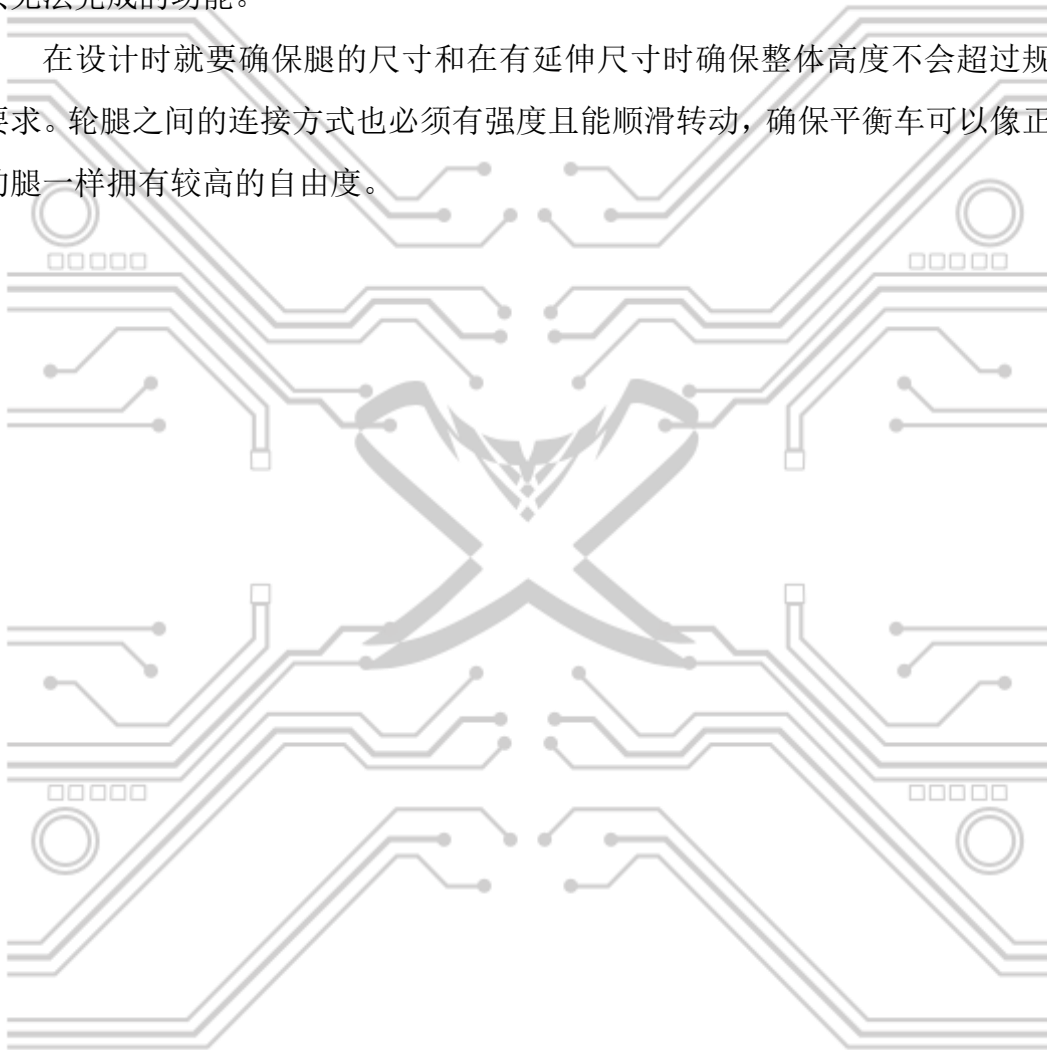 无法完成的功能。
在设计时就要确保腿的尺寸和在有延伸尺寸时确保整体高度不会超过规
要求。轮腿之间的连接方式也必须有强度且能顺滑转动，确保平衡车可以像正
的腿一样拥有较高的自由度。